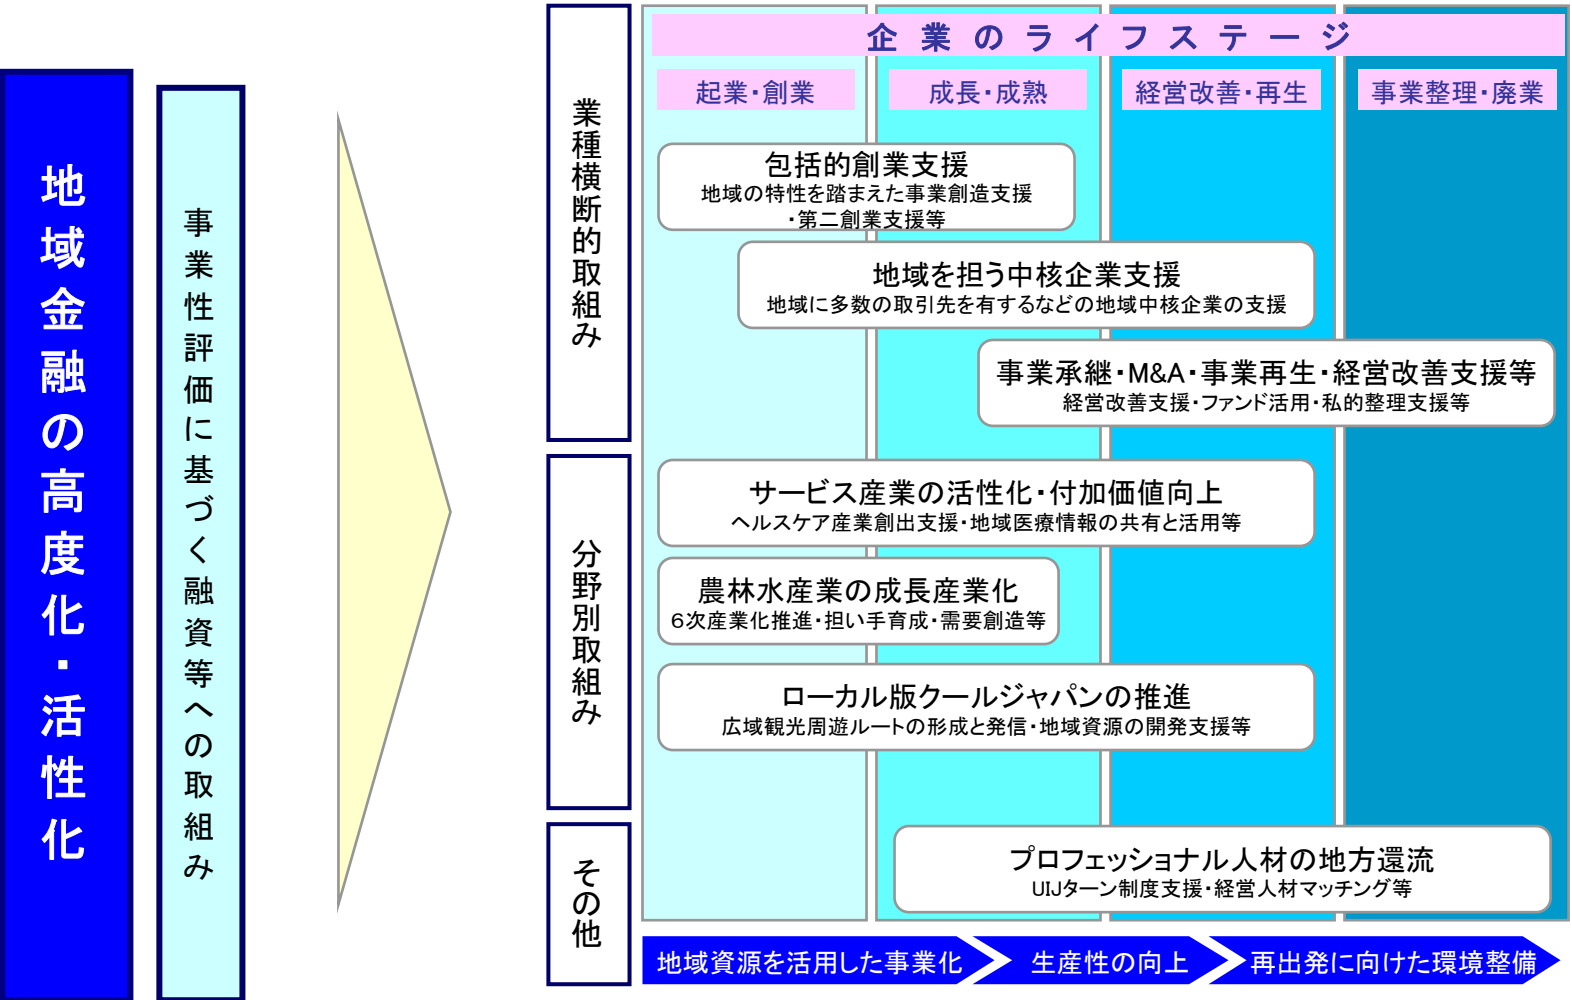 地域金融の高度化・活性化
事業性評価に基づく融資等への取組み
業種横断的取組み
分野別取組み
その他
企業のライフステージ
起業・創業
成長・成熟
経営改善・再生
事業整理・廃業
包括的創業支援
地域の特性を踏まえた事業創造支援
・第二創業支援等
地域を担う中核企業支援
地域に多数の取引先を有するなどの地域中核企業の支援
事業承継・M&A・事業再生・経営改善支援等
経営改善支援・ファンド活用・私的整理支援等
サービス産業の活性化・付加価値向上
ヘルスケア産業創出支援・地域医療情報の共有と活用等
農林水産業の成長産業化
6次産業化推進・担い手育成・需要創造等
ローカル版クールジャパンの推進
広域観光周遊ルートの形成と発信・地域資源の開発支援等
プロフェッショナル人材の地方還流
UIJターン制度支援・経営人材マッチング等
地域資源を活用した事業化
生産性の向上
再出発に向けた環境整備